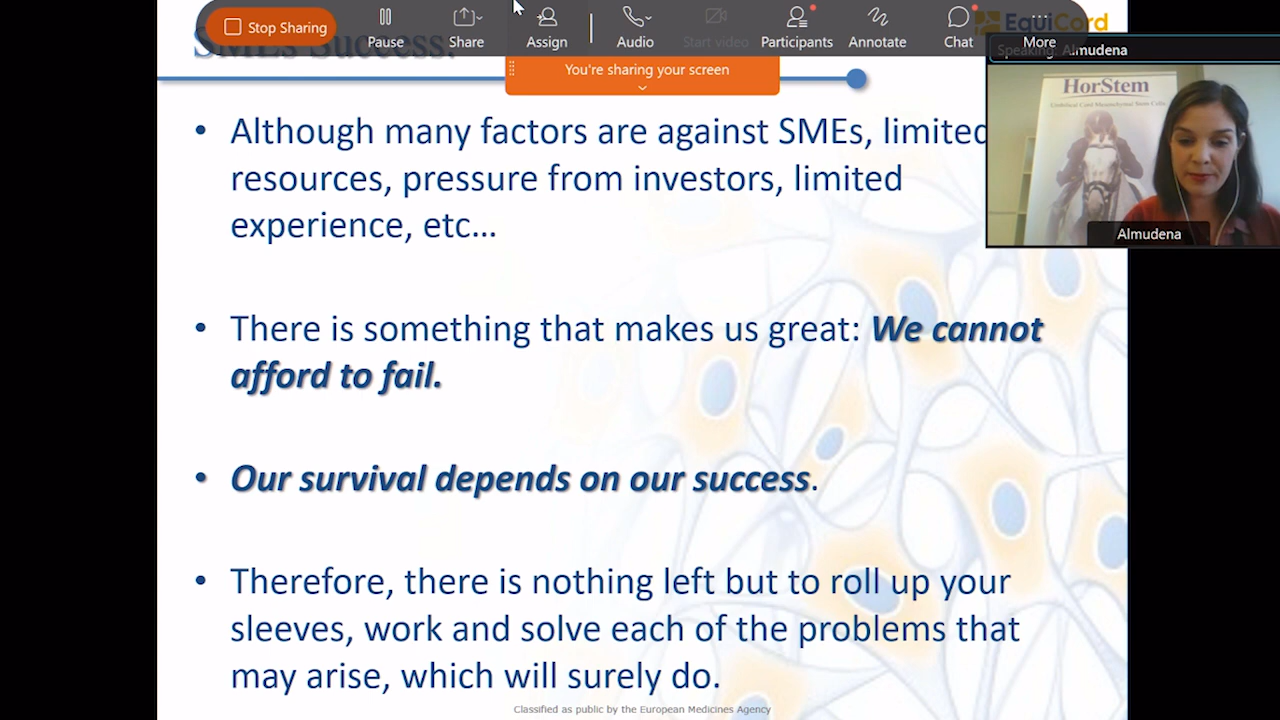 Stop Sharing
Pause
Share
Assign
Audio
Start video
Participants
Annotate
Chat
More
EquiCord
SMEs Success.
You're sharing your screen
Speaking: Almudena
HorStem
Umbilical Cord Mesenchymal Stem Cells
Almudena
• Although many factors are against SMEs, limited
resources, pressure from investors, limited
experience, etc…
• There is something that makes us great: We cannot
afford to fail.
• Our survival depends on our success.
• Therefore, there is nothing left but to roll up your
sleeves, work and solve each of the problems that
may arise, which will surely do.
Classified as public by the European Medicines Agency